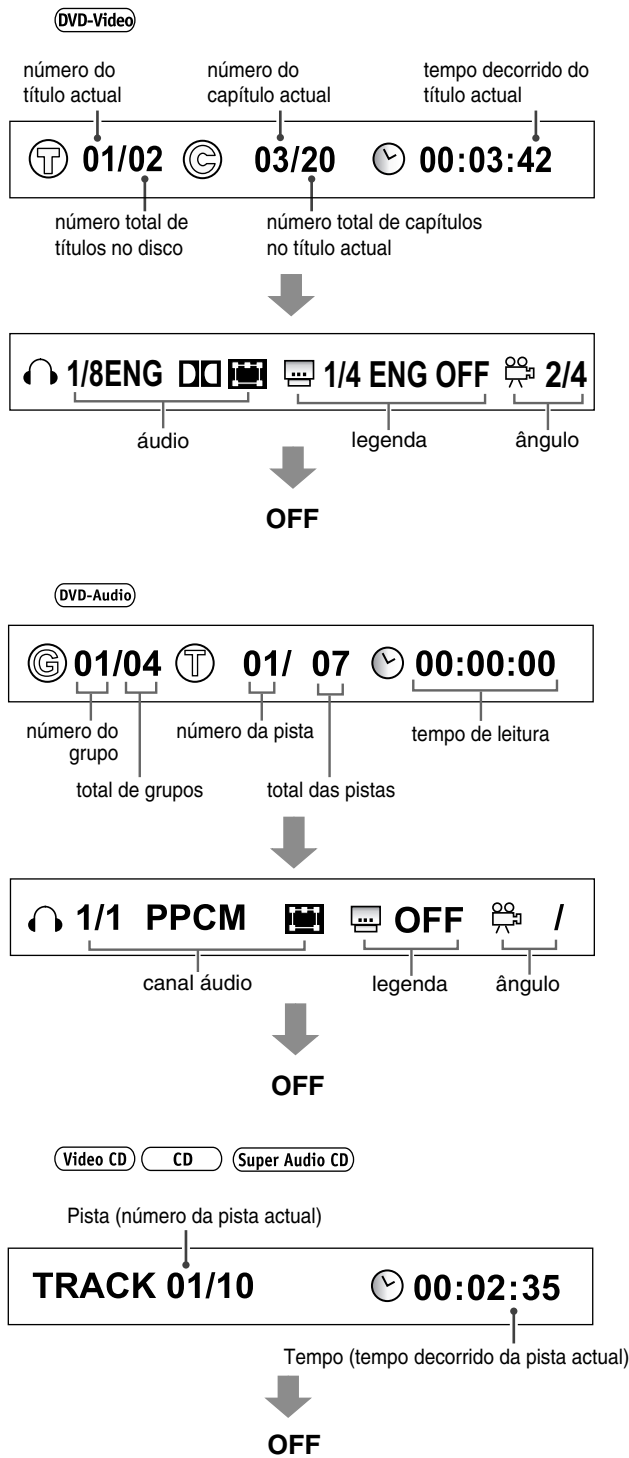 DVD-Video
número do título actual
número do capítulo actual
tempo decorrido do título actual
T 01/02 C 03/20 00:03:42
número total de títulos no disco
número total de capítulos no título actual
1/8ENG 1/4 ENG OFF 2/4
áudio legenda ângulo
OFF
DVD-Audio
G 01/04 T 01/ 07 00:00:00
número do grupo
número da pista
tempo de leitura
total de grupos
total das pistas
1/1 PPCM OFF /
canal áudio legenda ângulo
OFF
Video CD CD Super Audio CD
Pista (número da pista actual)
TRACK 01/10 00:02:35
Tempo (tempo decorrido da pista actual)
OFF